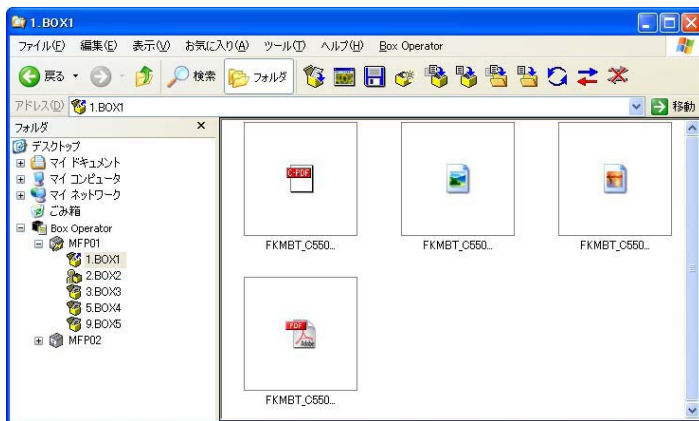 1.BOX1
ファイル(F) 編集(E) 表示(V) お気に入り(A) ツール(T) ヘルプ(H) Box Operator
戻る 検索 フォルダ
アドレス(D) 1.BOX1 移動
フォルダ
デスクトップ
マイ ドキュメント
マイ コンピュータ
マイ ネットワーク
ごみ箱
Box Operator
MFP01
1.BOX1
2.BOX2
3.BOX3
5.BOX4
9.BOX5
MFP02
C-PDF
FKMBT_C550...
FKMBT_C550...
FKMBT_C550...
PDF
Adobe
FKMBT_C550...